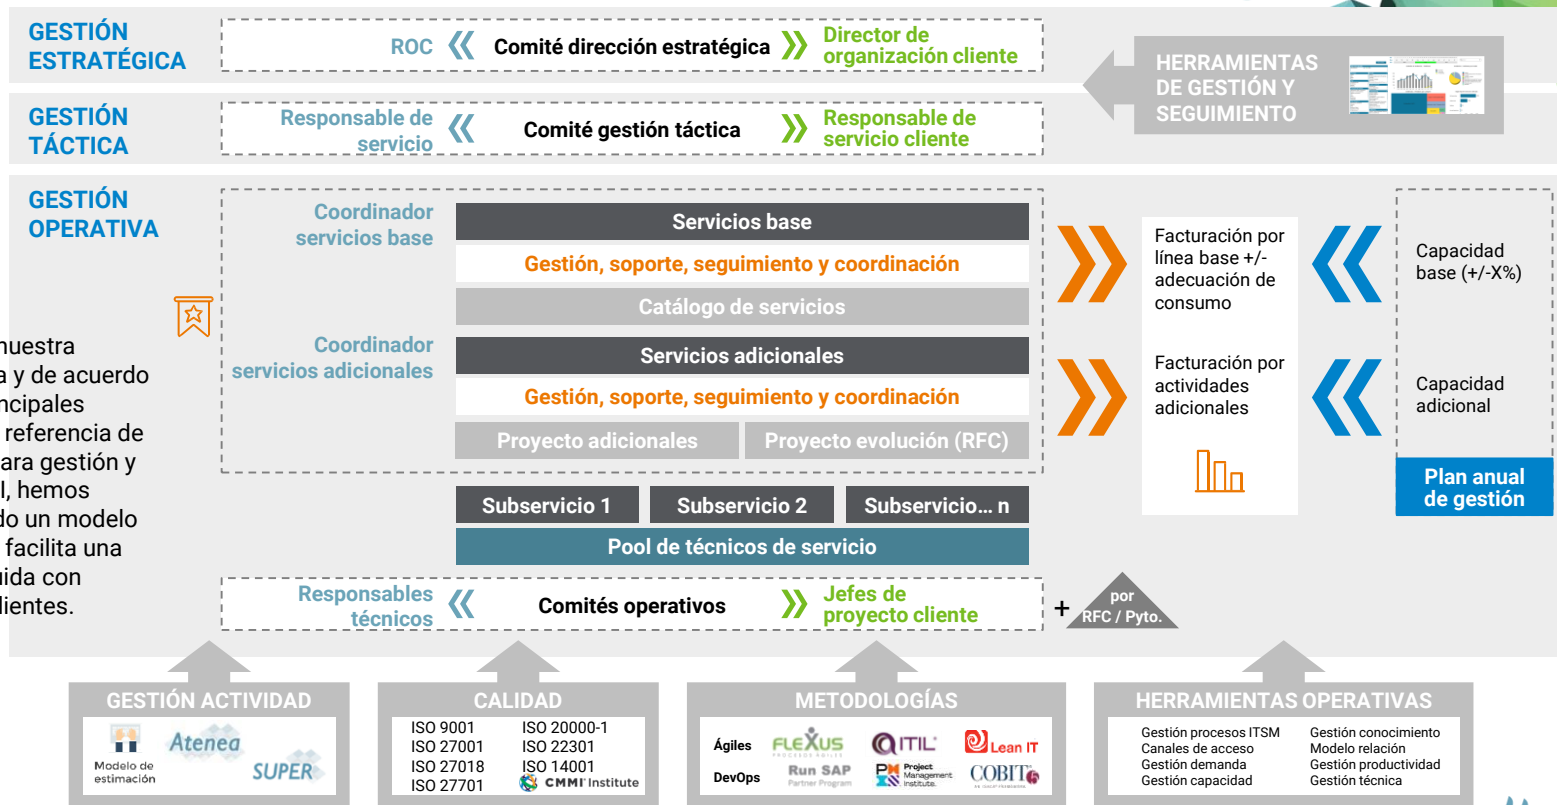 GESTIÓN
ESTRATÉGICA
ROC
Comité dirección estratégica
Director de
organización cliente
HERRAMIENTAS
DE GESTIÓN Y
SEGUIMIENTO
GESTIÓN
TÁCTICA
Responsable de
servicio
Comité gestión táctica
Responsable de
servicio cliente
GESTIÓN
OPERATIVA
Coordinador
servicios base
Servicios base
Gestión, soporte, seguimiento y coordinación
Catálogo de servicios
Coordinador
servicios adicionales
Servicios adicionales
Gestión, soporte, seguimiento y coordinación
Proyecto adicionales
Proyecto evolución (RFC)
Facturación por
línea base +/-
adecuación de
consumo
Capacidad
base (+/-X%)
Facturación por
actividades
adicionales
Capacidad
adicional
Plan anual
de gestión
y de acuerdo
referencia de
gestión y
hemos
un modelo
facilita una
con
Subservicio 1
Subservicio 2
Subservicio... n
Pool de técnicos de servicio
Responsables
técnicos
Comités operativos
Jefes de
proyecto cliente
+
por
RFC / Pyto.
GESTIÓN ACTIVIDAD
Modelo de
estimación
Atenea
SUPER
CALIDAD
ISO 9001
ISO 27001
ISO 27018
ISO 27701
ISO 20000-1
ISO 22301
ISO 14001
CMMI Institute
METODOLOGÍAS
Ágiles
FLEXUS
PROCESOS ÁGILES
ITIL
Lean IT
DevOps
Run SAP
Partner Program
Project
Management
Institute.
COBIT 5
HERRAMIENTAS OPERATIVAS
Gestión procesos ITSM
Canales de acceso
Gestión demanda
Gestión capacidad
Gestión conocimiento
Modelo relación
Gestión productividad
Gestión técnica